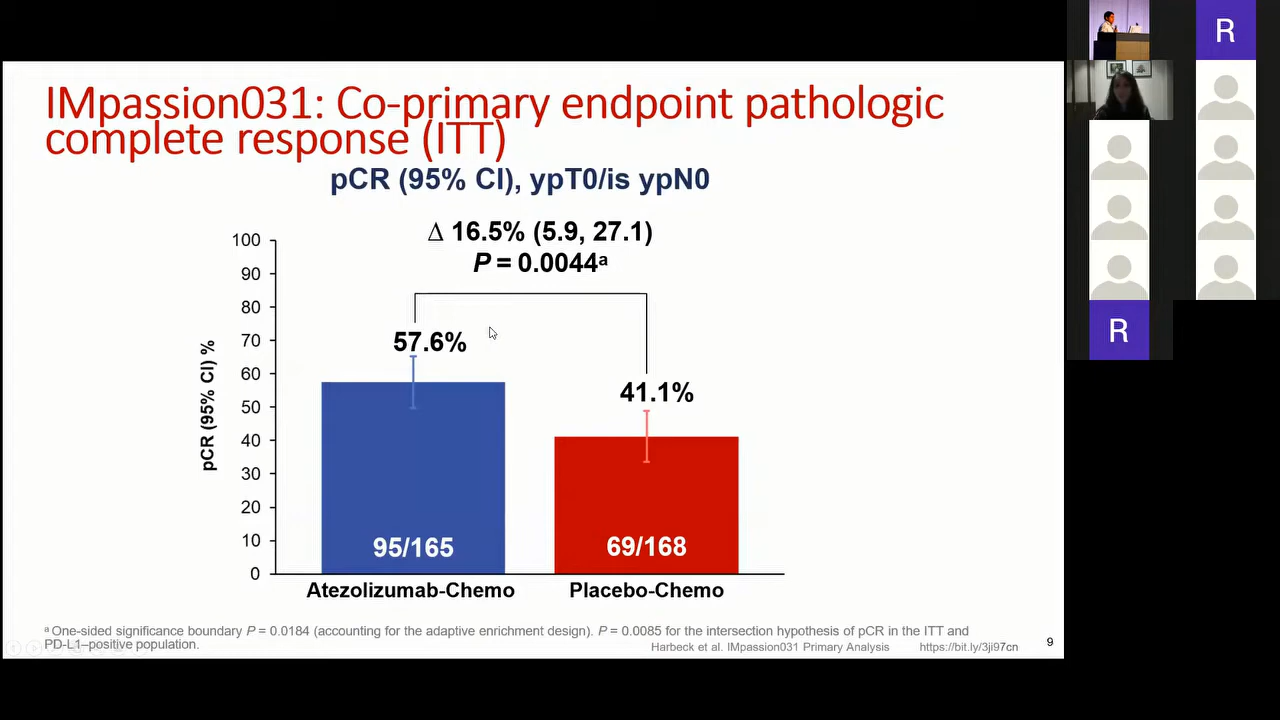 IMpassion031: Co-primary endpoint pathologic
complete response (ITT)
pCR (95% CI), ypT0/is ypN0
Δ 16.5% (5.9, 27.1)
P = 0.0044ᵃ
pCR (95% CI) %
100
90
80
70
60
50
40
30
20
10
0
57.6%
41.1%
95/165
69/168
Atezolizumab-Chemo
Placebo-Chemo
ᵃ One-sided significance boundary P = 0.0184 (accounting for the adaptive enrichment design). P = 0.0085 for the intersection hypothesis of pCR in the ITT and
PD-L1–positive population.
Harbeck et al. IMpassion031 Primary Analysis
https://bit.ly/3ji97cn
9
R
R